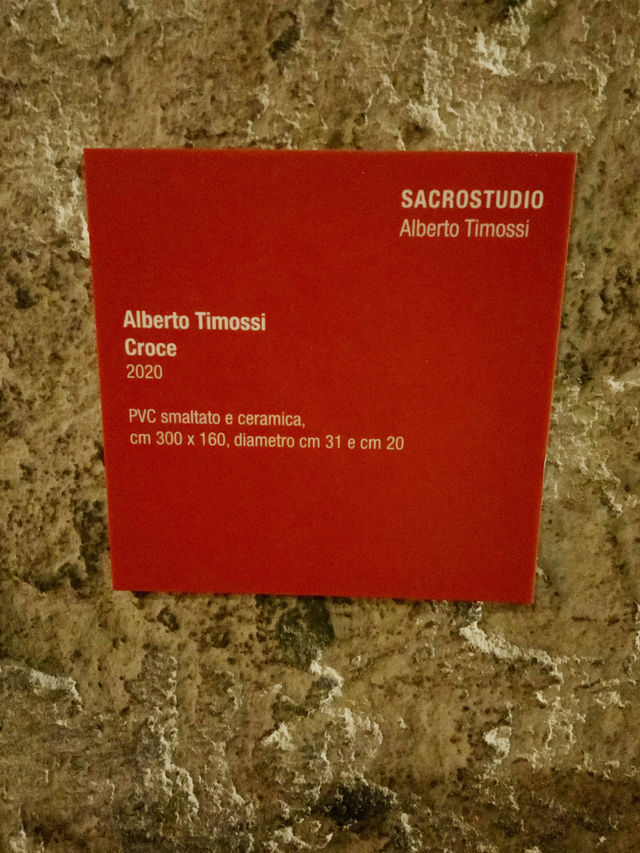 SACROSTUDIO
Alberto Timossi
Alberto Timossi
Croce
2020
PVC smaltato e ceramica,
cm 300 x 160, diametro cm 31 e cm 20